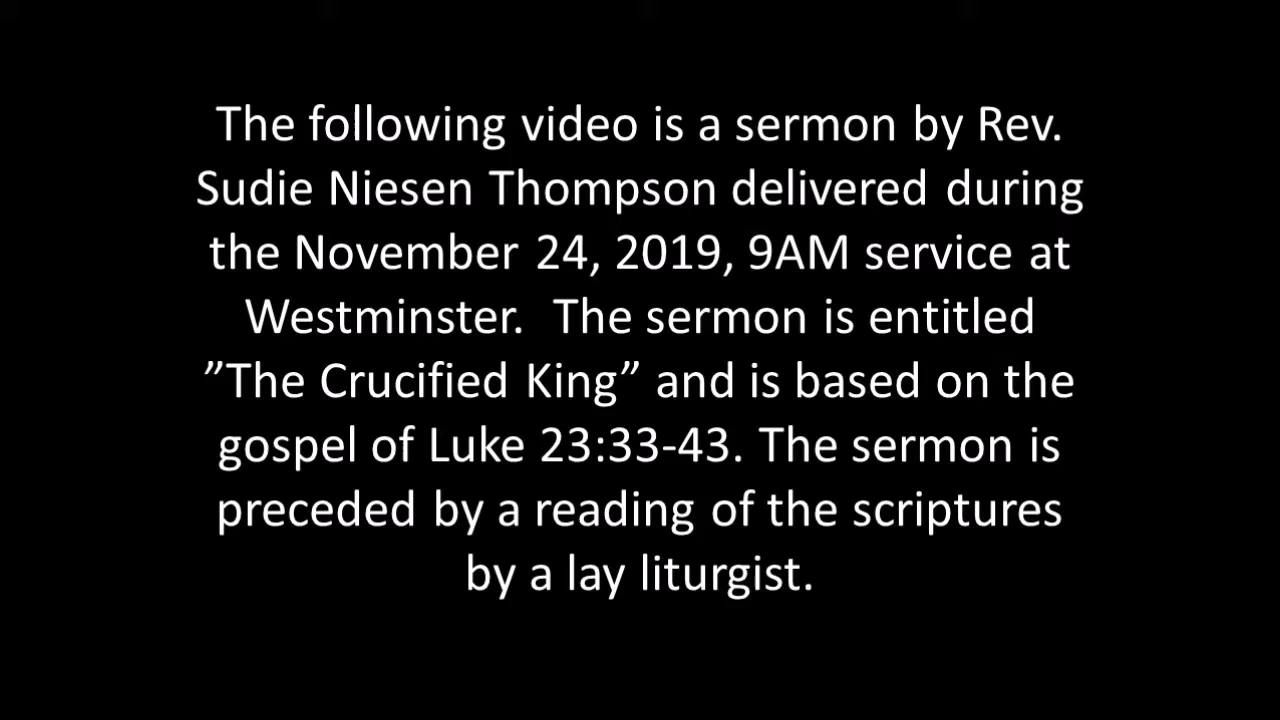 The following video is a sermon by Rev.
Sudie Niesen Thompson delivered during
the November 24, 2019, 9AM service at
Westminster.  The sermon is entitled
”The Crucified King” and is based on the
gospel of Luke 23:33-43. The sermon is
preceded by a reading of the scriptures
by a lay liturgist.